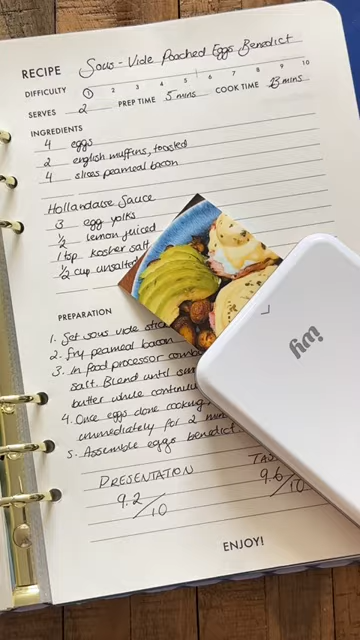 RECIPE Sous-Vide Poached Eggs Benedict
DIFFICULTY 1 2 3 4 5 6 7 8 9 10
SERVES 2 PREP TIME 5 mins COOK TIME 23 mins
INGREDIENTS
4 eggs
2 english muffins, toasted
4 slices peameal bacon
Hollandaise Sauce
3 egg yolks
1/2 lemon juiced
1 tsp kosher salt
1/2 cup unsalted
PREPARATION
1. Set sous vide
2. Fry peameal bacon
3. In food processor
salt. Blend until
butter while
4. Once eggs done cooking,
immediately for 2
5. Assemble eggs benedict
PRESENTATION
9.2/10
9.6/10
ENJOY!